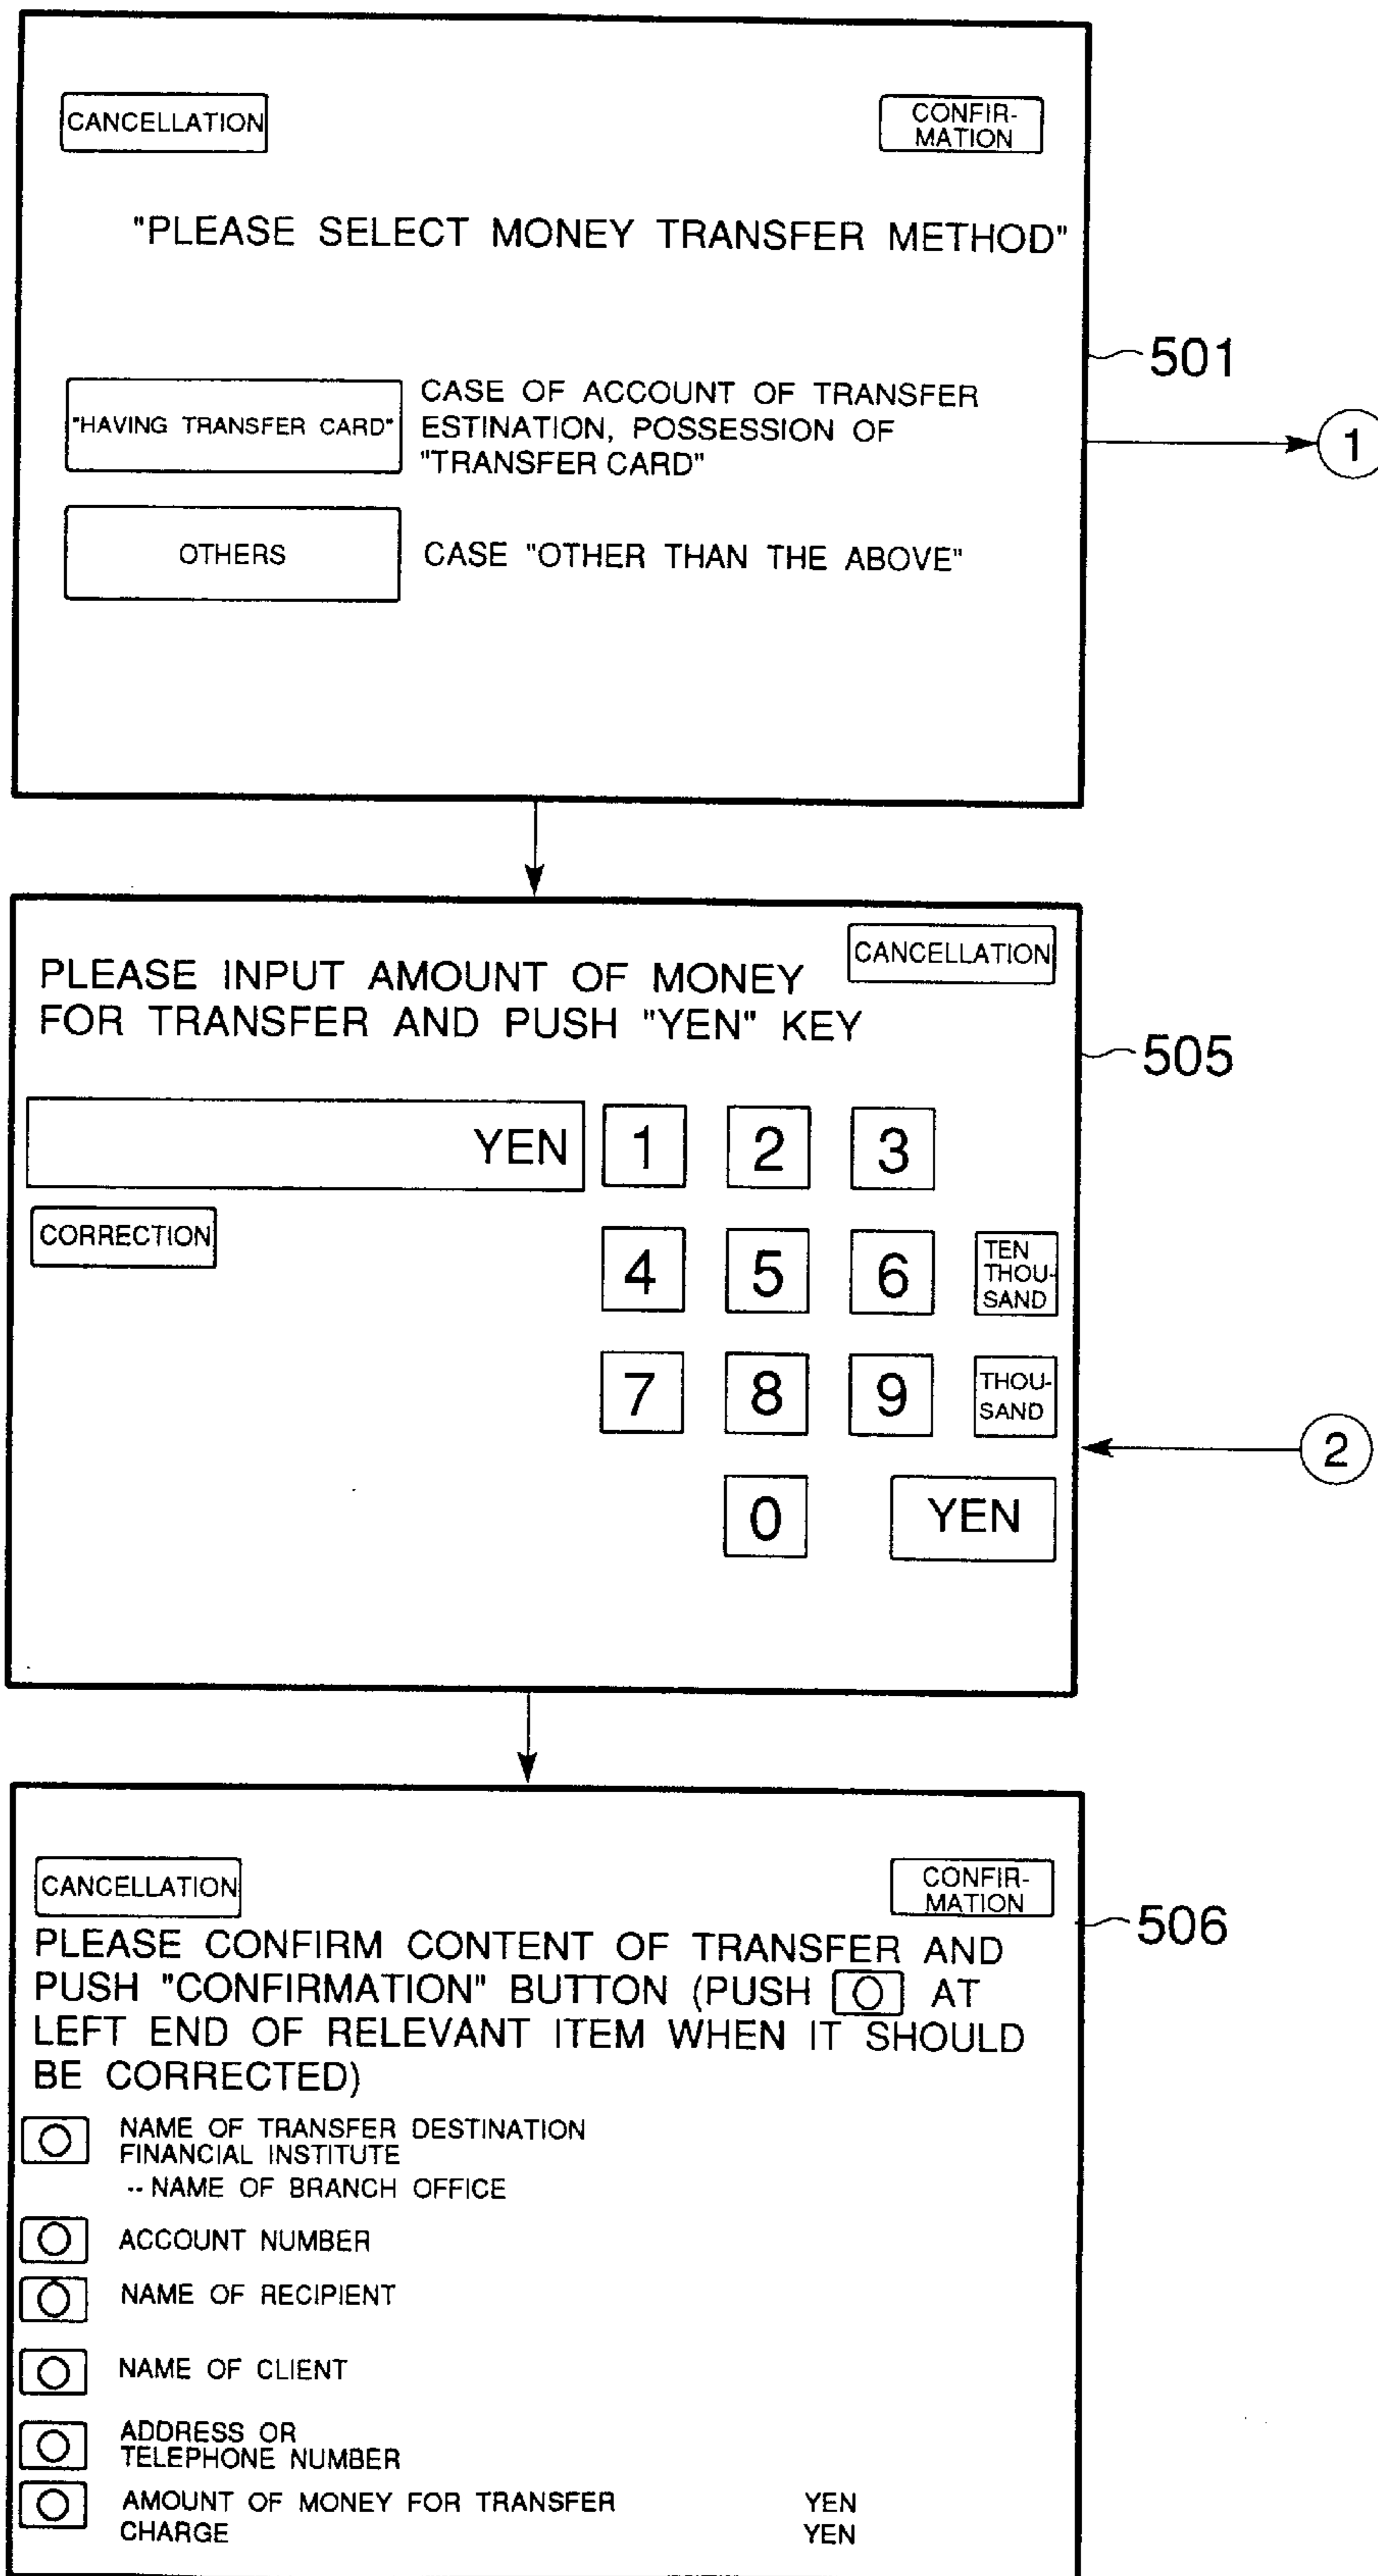 CANCELLATION
CONFIR-
MATION
"PLEASE SELECT MONEY TRANSFER METHOD"
501
"HAVING TRANSFER CARD"
CASE OF ACCOUNT OF TRANSFER
ESTINATION, POSSESSION OF
"TRANSFER CARD"
1
OTHERS
CASE "OTHER THAN THE ABOVE"
CANCELLATION
PLEASE INPUT AMOUNT OF MONEY
FOR TRANSFER AND PUSH "YEN" KEY
505
YEN
1 2 3
CORRECTION
4 5 6
TEN
THOU-
SAND
7 8 9
THOU-
SAND
2
0
YEN
CANCELLATION
CONFIR-
MATION
506
PLEASE CONFIRM CONTENT OF TRANSFER AND
PUSH "CONFIRMATION" BUTTON (PUSH O AT
LEFT END OF RELEVANT ITEM WHEN IT SHOULD
BE CORRECTED)
O NAME OF TRANSFER DESTINATION
FINANCIAL INSTITUTE
-- NAME OF BRANCH OFFICE
O ACCOUNT NUMBER
O NAME OF RECIPIENT
O NAME OF CLIENT
O ADDRESS OR
TELEPHONE NUMBER
O AMOUNT OF MONEY FOR TRANSFER YEN
CHARGE YEN